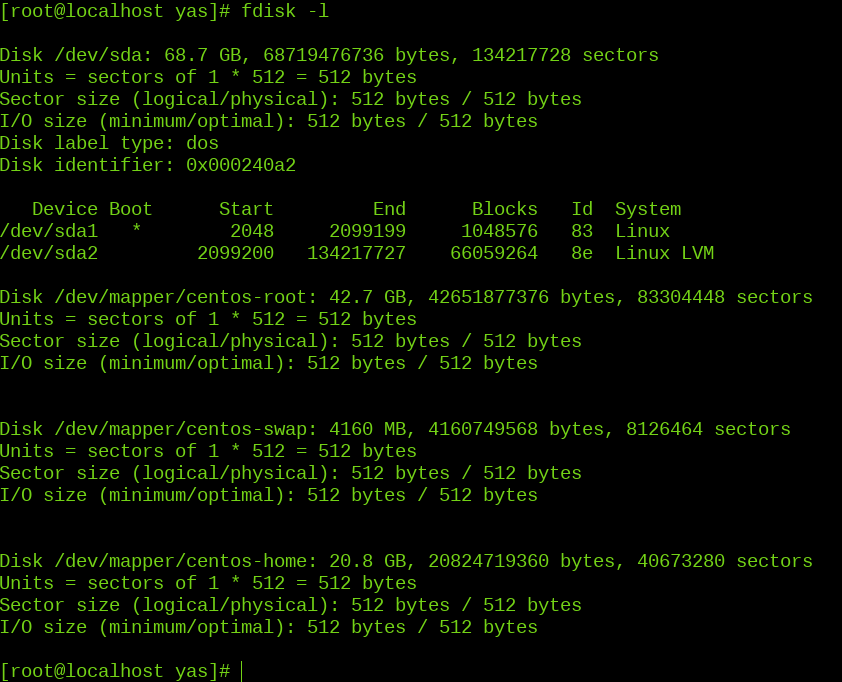 [root@localhost yas]# fdisk -l
Disk /dev/sda: 68.7 GB, 68719476736 bytes, 134217728 sectors
Units = sectors of 1 * 512 = 512 bytes
Sector size (logical/physical): 512 bytes / 512 bytes
I/O size (minimum/optimal): 512 bytes / 512 bytes
Disk label type: dos
Disk identifier: 0x000240a2
Device Boot Start End Blocks Id System
/dev/sda1 * 2048 2099199 1048576 83 Linux
/dev/sda2 2099200 134217727 66059264 8e Linux LVM
Disk /dev/mapper/centos-root: 42.7 GB, 42651877376 bytes, 83304448 sectors
Units = sectors of 1 * 512 = 512 bytes
Sector size (logical/physical): 512 bytes / 512 bytes
I/O size (minimum/optimal): 512 bytes / 512 bytes
Disk /dev/mapper/centos-swap: 4160 MB, 4160749568 bytes, 8126464 sectors
Units = sectors of 1 * 512 = 512 bytes
Sector size (logical/physical): 512 bytes / 512 bytes
I/O size (minimum/optimal): 512 bytes / 512 bytes
Disk /dev/mapper/centos-home: 20.8 GB, 20824719360 bytes, 40673280 sectors
Units = sectors of 1 * 512 = 512 bytes
Sector size (logical/physical): 512 bytes / 512 bytes
I/O size (minimum/optimal): 512 bytes / 512 bytes
[root@localhost yas]#